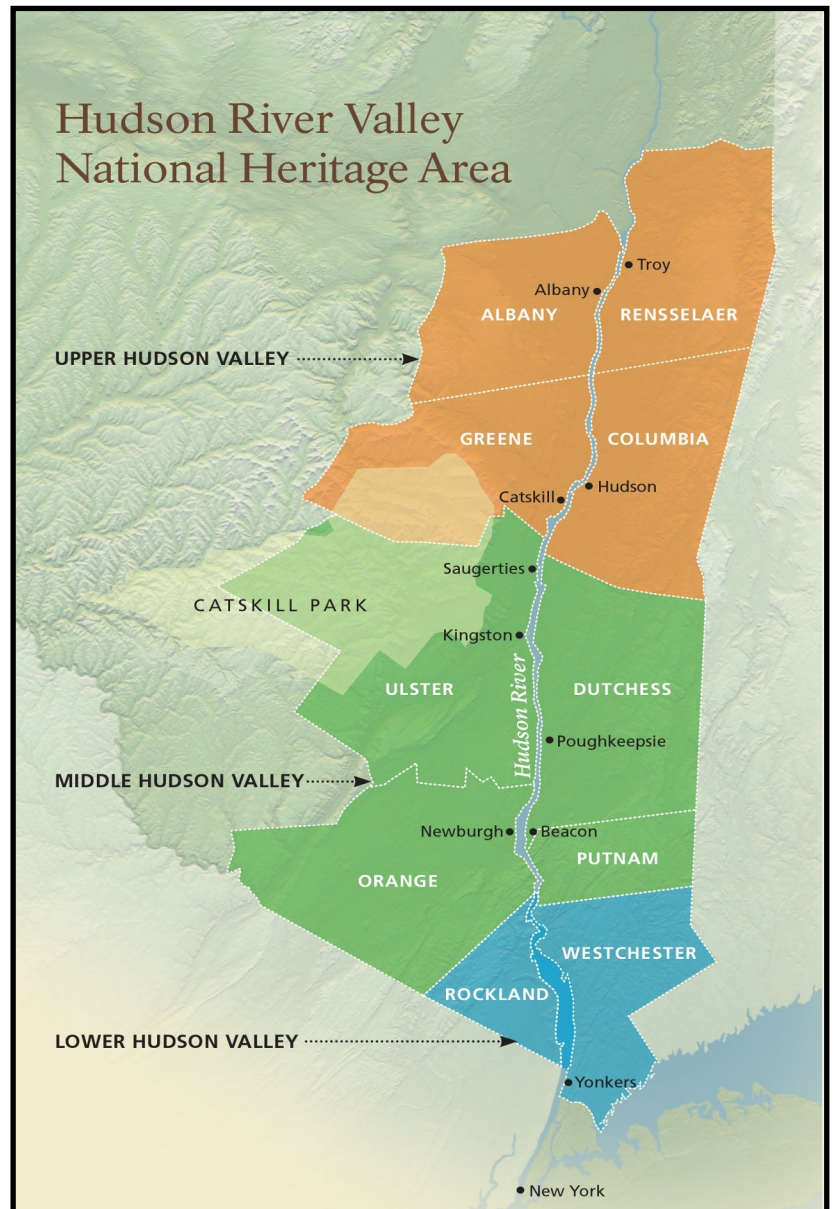 Hudson River Valley
National Heritage Area
Troy
Albany
ALBANY
RENSSELAER
UPPER HUDSON VALLEY
GREENE
COLUMBIA
Hudson
Catskill
Saugerties
CATSKILL PARK
Kingston
ULSTER
DUTCHESS
Hudson River
Poughkeepsie
MIDDLE HUDSON VALLEY
Newburgh
Beacon
PUTNAM
ORANGE
WESTCHESTER
ROCKLAND
LOWER HUDSON VALLEY
Yonkers
New York